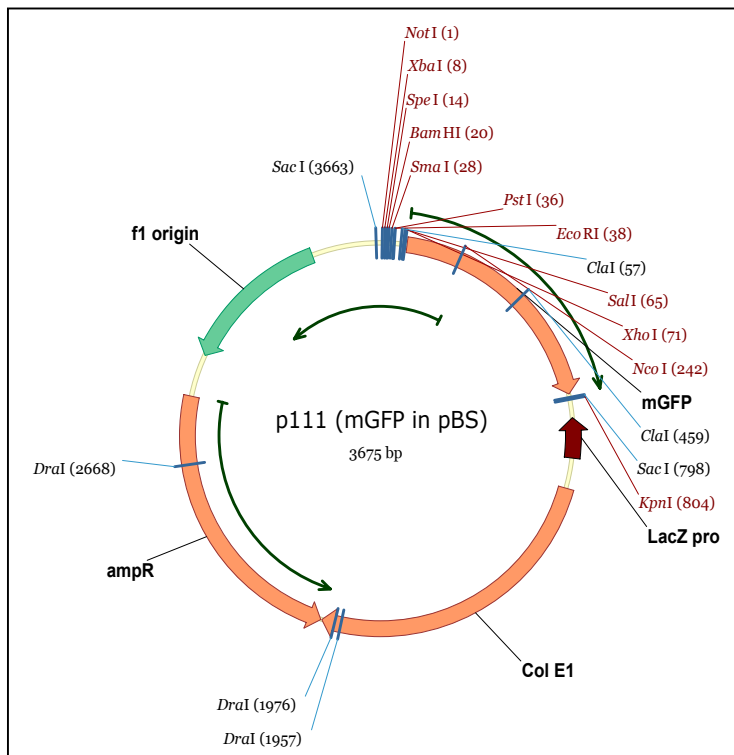 NotI (1)
XbaI (8)
SpeI (14)
BamHI (20)
SmaI (28)
SacI (3663)
PstI (36)
EcoRI (38)
ClaI (57)
SalI (65)
XhoI (71)
NcoI (242)
mGFP
ClaI (459)
SacI (798)
KpnI (804)
LacZ pro
f1 origin
p111 (mGFP in pBS)
3675 bp
DraI (2668)
ampR
Col E1
DraI (1976)
DraI (1957)